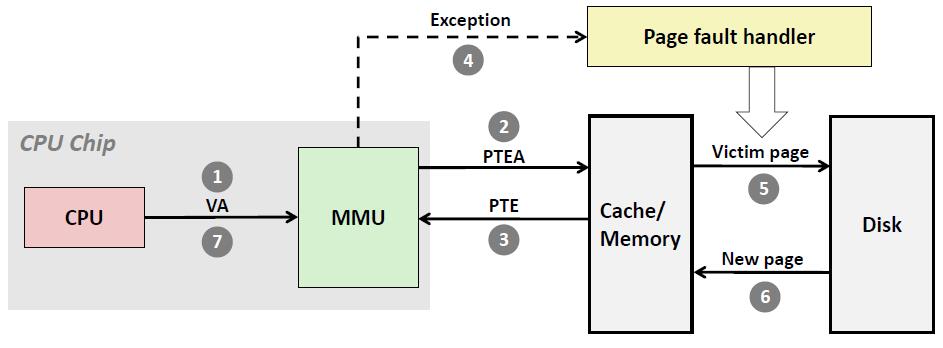 Exception
4
Page fault handler
CPU Chip
2
PTEA
1
VA
7
CPU
MMU
PTE
3
Cache/
Memory
Victim page
5
Disk
New page
6